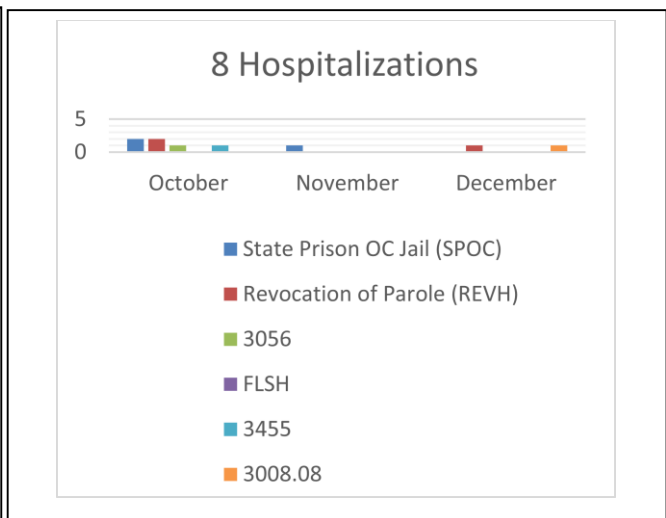 8 Hospitalizations
5
0
October November December
State Prison OC Jail (SPOC)
Revocation of Parole (REVH)
3056
FLSH
3455
3008.08